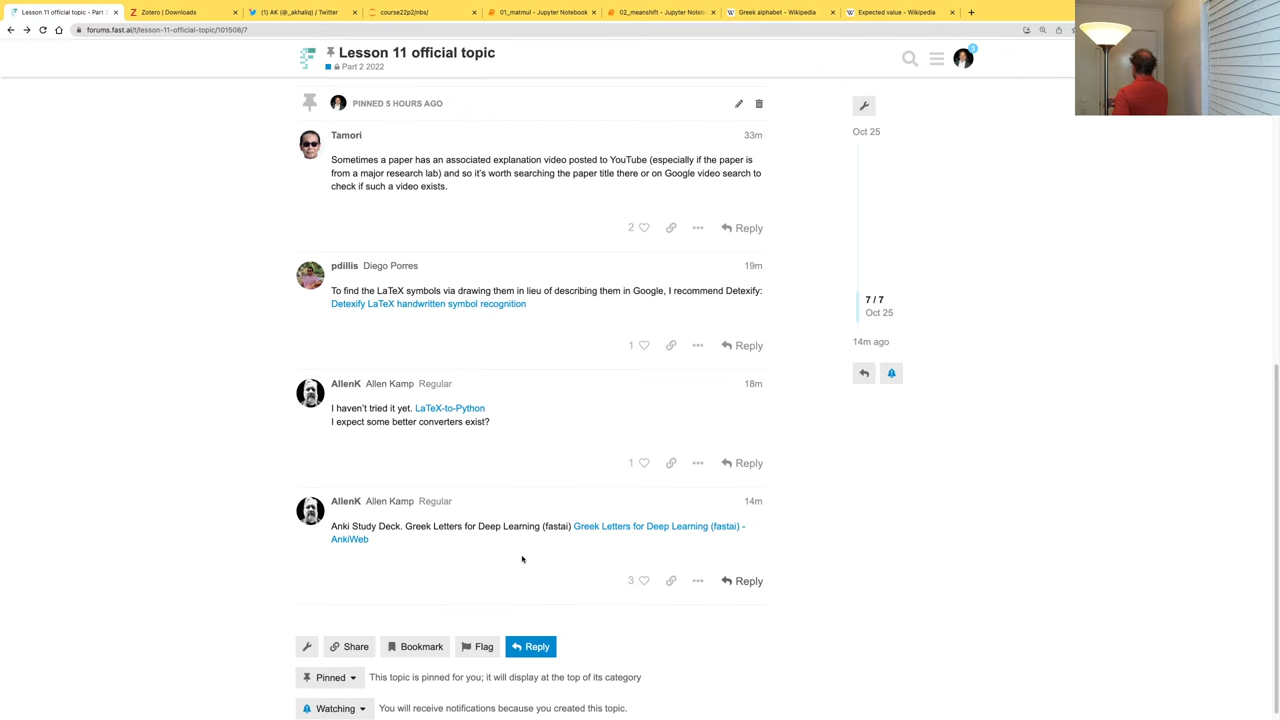 Lesson 11 official topic - Part 2
Zotero | Downloads
(1) AK (@_akhaliq) / Twitter
course22p2/nbs/
01_matmul - Jupyter Notebook
02_meanshift - Jupyter Noteb
Greek alphabet - Wikipedia
Expected value - Wikipedia
forums.fast.ai/t/lesson-11-official-topic/101508/7
Lesson 11 official topic
Part 2 2022
3
PINNED 5 HOURS AGO
Oct 25
Tamori
33m
Sometimes a paper has an associated explanation video posted to YouTube (especially if the paper is
from a major research lab) and so it's worth searching the paper title there or on Google video search to
check if such a video exists.
2
Reply
pdillis Diego Porres
19m
To find the LaTeX symbols via drawing them in lieu of describing them in Google, I recommend Detexify:
Detexify LaTeX handwritten symbol recognition
7 / 7
Oct 25
1
Reply
14m ago
AllenK Allen Kamp Regular
18m
I haven't tried it yet. LaTeX-to-Python
I expect some better converters exist?
1
Reply
AllenK Allen Kamp Regular
14m
Anki Study Deck. Greek Letters for Deep Learning (fastai) Greek Letters for Deep Learning (fastai) -
AnkiWeb
3
Reply
Share
Bookmark
Flag
Reply
Pinned
This topic is pinned for you; it will display at the top of its category
Watching
You will receive notifications because you created this topic.